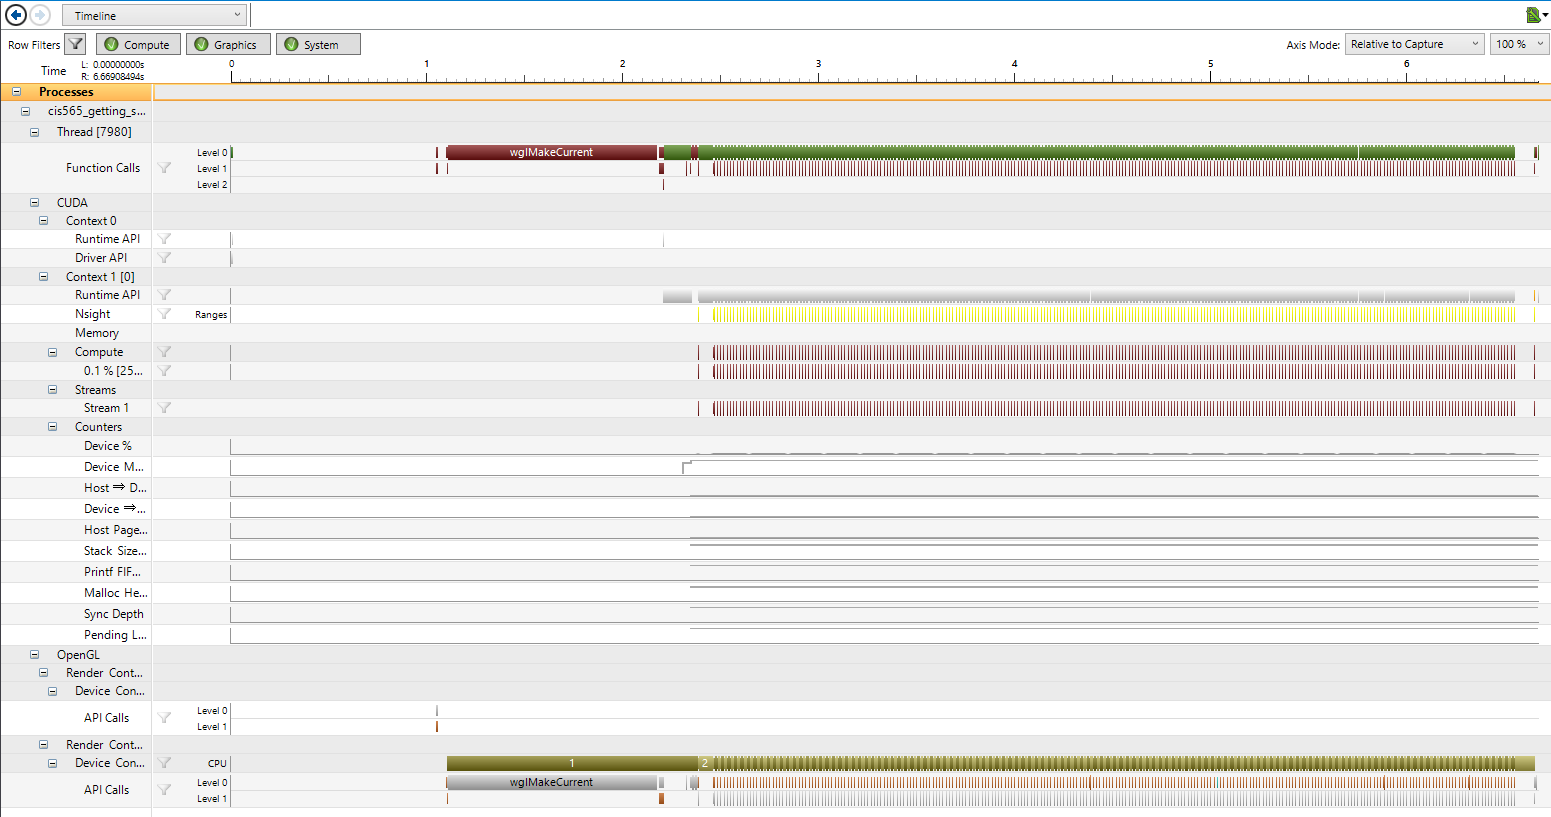 Timeline
Row Filters Compute Graphics System Axis Mode: Relative to Capture 100 %
Time L: 0.00000000s R: 6.66908494s 0 1 2 3 4 5 6
Processes
cis565_getting_s...
Thread [7980]
Level 0 wglMakeCurrent
Function Calls Level 1
Level 2
CUDA
Context 0
Runtime API
Driver API
Context 1 [0]
Runtime API
Nsight Ranges
Memory
Compute
0.1 % [25...
Streams
Stream 1
Counters
Device %
Device M...
Host ⇒ D...
Device ⇒...
Host Page...
Stack Size...
Printf FIF...
Malloc He...
Sync Depth
Pending L...
OpenGL
Render Cont...
Device Con...
Level 0
API Calls
Level 1
Render Cont...
Device Con... CPU 1 2
Level 0 wglMakeCurrent
API Calls
Level 1